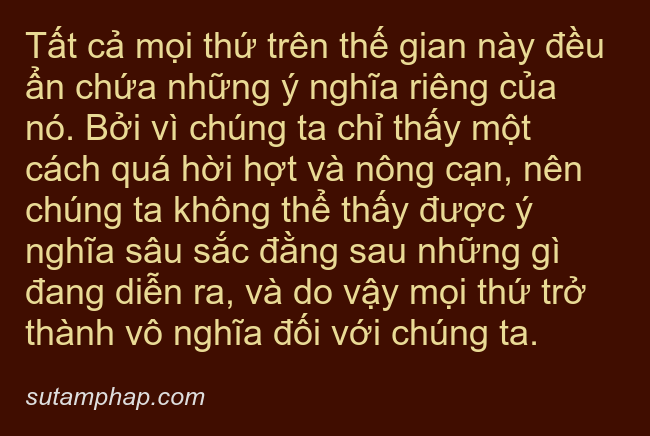 Tất cả mọi thứ trên thế gian này đều
ẩn chứa những ý nghĩa riêng của
nó. Bởi vì chúng ta chỉ thấy một
cách quá hời hợt và nông cạn, nên
chúng ta không thể thấy được ý
nghĩa sâu sắc đằng sau những gì
đang diễn ra, và do vậy mọi thứ trở
thành vô nghĩa đối với chúng ta.
sutamphap.com